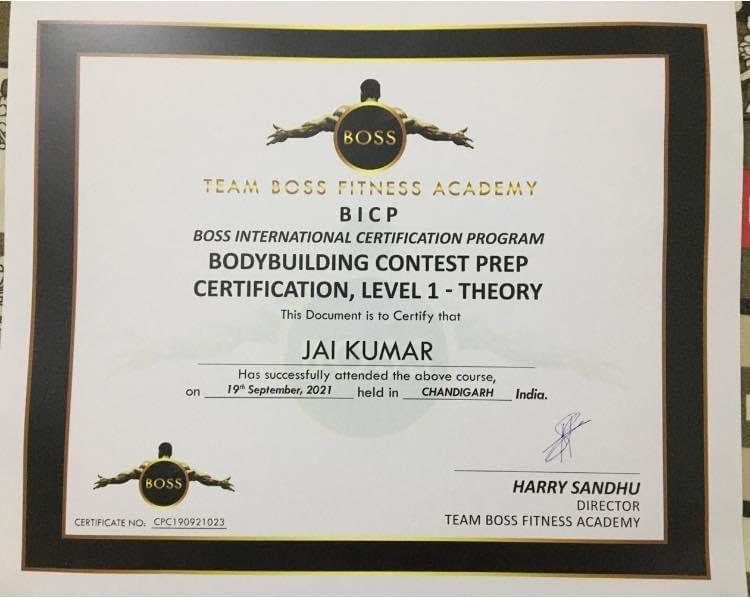 BOSS
TEAM BOSS FITNESS ACADEMY
BICP
BOSS INTERNATIONAL CERTIFICATION PROGRAM
BODYBUILDING CONTEST PREP
CERTIFICATION, LEVEL 1 - THEORY
This Document is to Certify that
JAI KUMAR
Has successfully attended the above course,
on 19th September, 2021 held in CHANDIGARH India.
BOSS
HARRY SANDHU
DIRECTOR
TEAM BOSS FITNESS ACADEMY
CERTIFICATE NO: CPC190921023